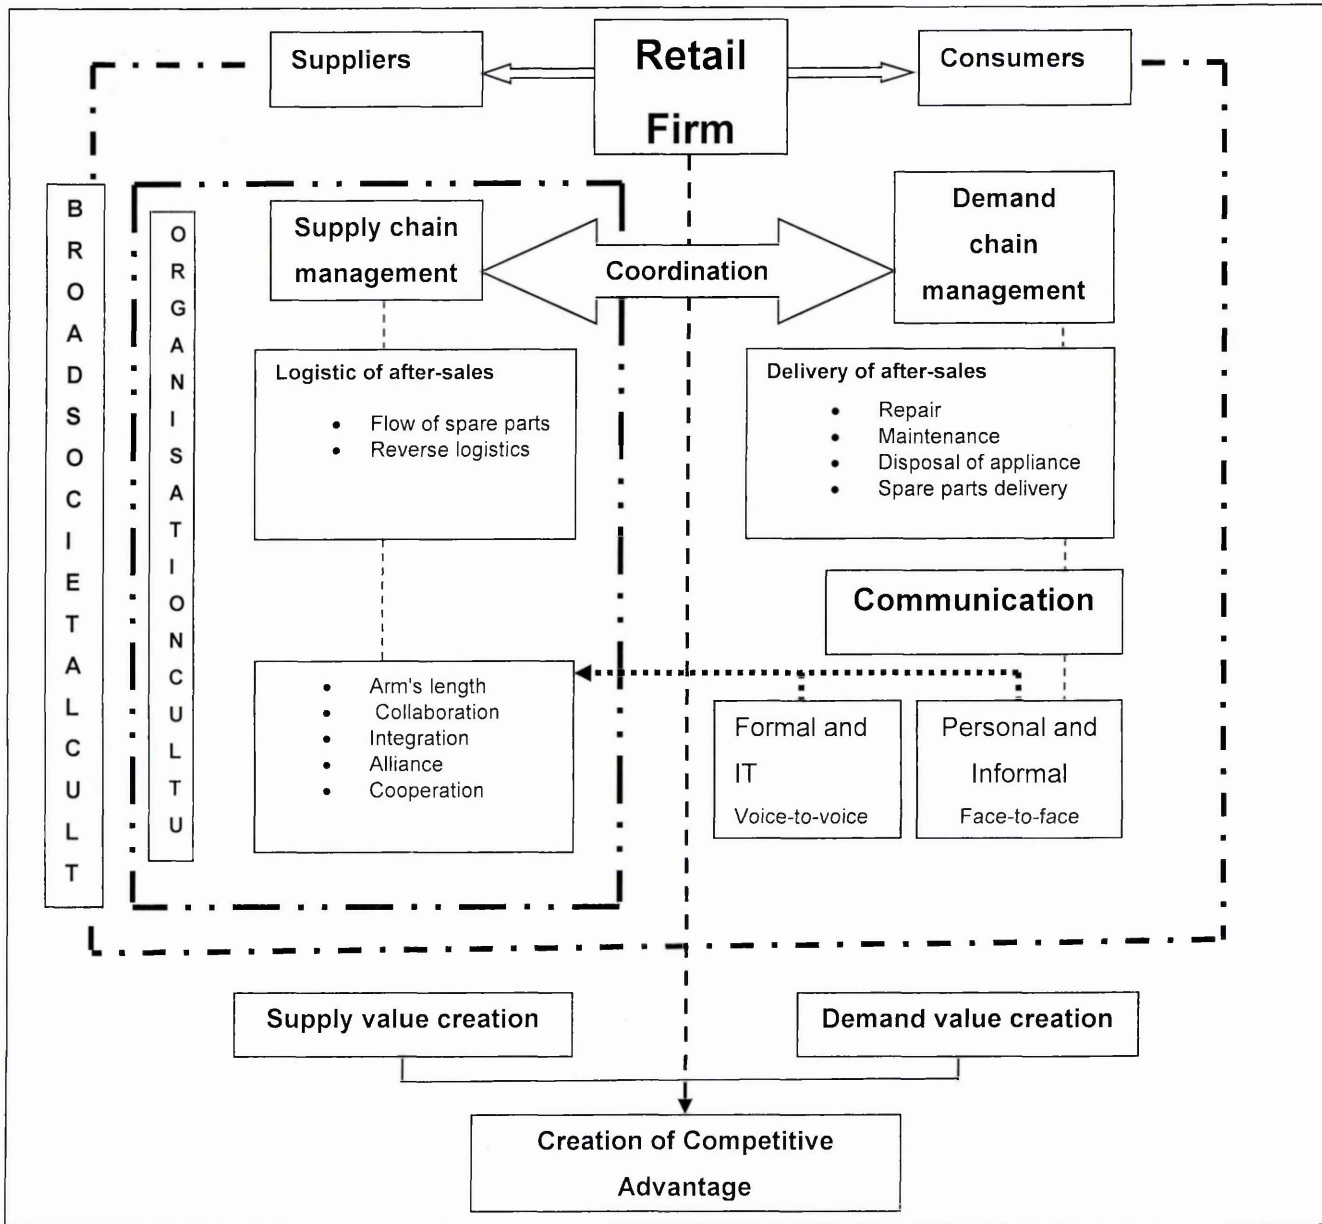 Suppliers
Retail
Firm
Consumers
BROADSOCIETALCULT
ORGANISATIONCULTU
Supply chain
management
Coordination
Demand
chain
management
Logistic of after-sales
• Flow of spare parts
• Reverse logistics
Delivery of after-sales
• Repair
• Maintenance
• Disposal of appliance
• Spare parts delivery
Communication
• Arm's length
• Collaboration
• Integration
• Alliance
• Cooperation
Formal and
IT
Voice-to-voice
Personal and
Informal
Face-to-face
Supply value creation
Demand value creation
Creation of Competitive
Advantage